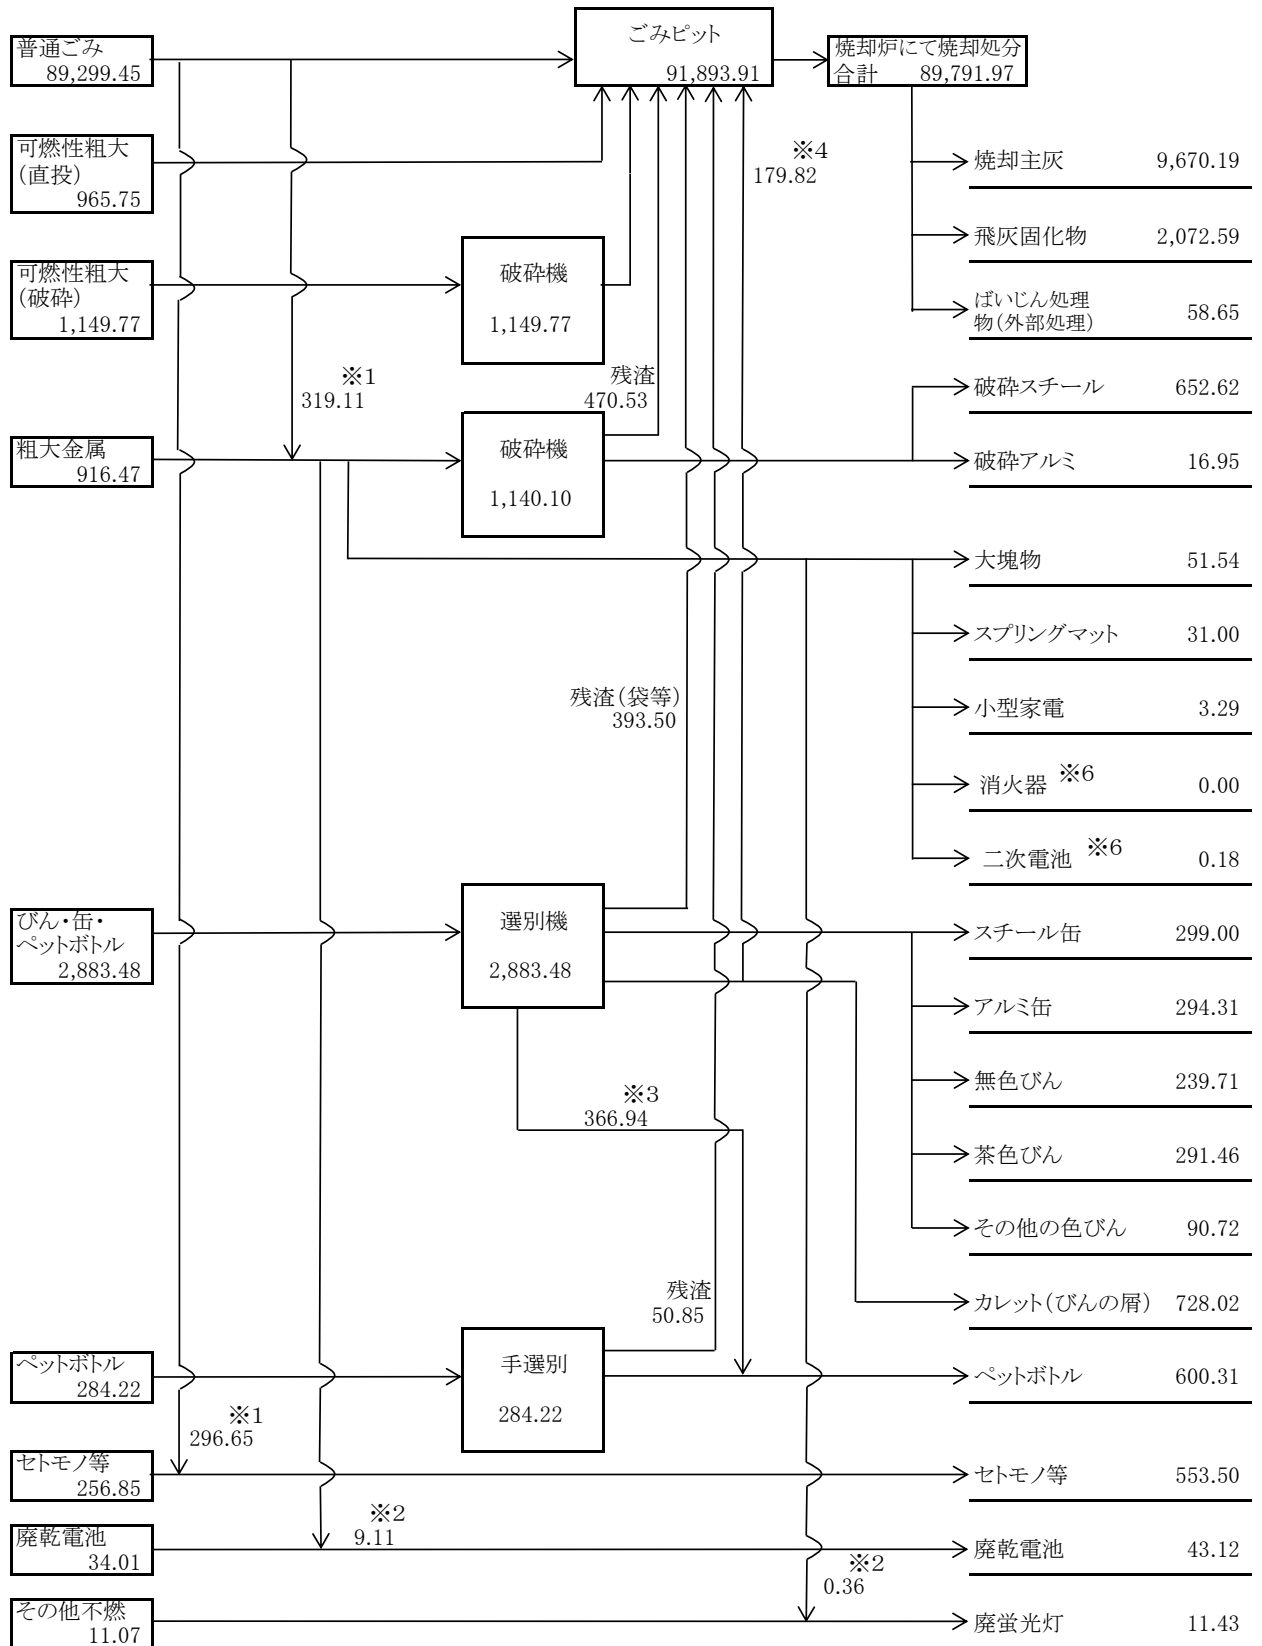 普通ごみ
89,299.45
ごみピット
91,893.91
焼却炉にて焼却処分
合計 89,791.97
可燃性粗大
(直投)
965.75
※4
179.82
焼却主灰 9,670.19
飛灰固化物 2,072.59
可燃性粗大
(破砕)
1,149.77
破砕機
1,149.77
ばいじん処理
物(外部処理) 58.65
※1
319.11
残渣
470.53
破砕スチール 652.62
粗大金属
916.47
破砕機
1,140.10
破砕アルミ 16.95
大塊物 51.54
スプリングマット 31.00
残渣(袋等)
393.50
小型家電 3.29
消火器 ※6 0.00
二次電池 ※6 0.18
びん・缶・
ペットボトル
2,883.48
選別機
2,883.48
スチール缶 299.00
アルミ缶 294.31
無色びん 239.71
※3
366.94
茶色びん 291.46
その他の色びん 90.72
残渣
50.85
カレット(びんの屑) 728.02
ペットボトル
284.22
手選別
284.22
ペットボトル 600.31
※1
296.65
セトモノ等
256.85
セトモノ等 553.50
※2
9.11
廃乾電池
34.01
廃乾電池 43.12
※2
0.36
その他不燃
11.07
廃蛍光灯 11.43